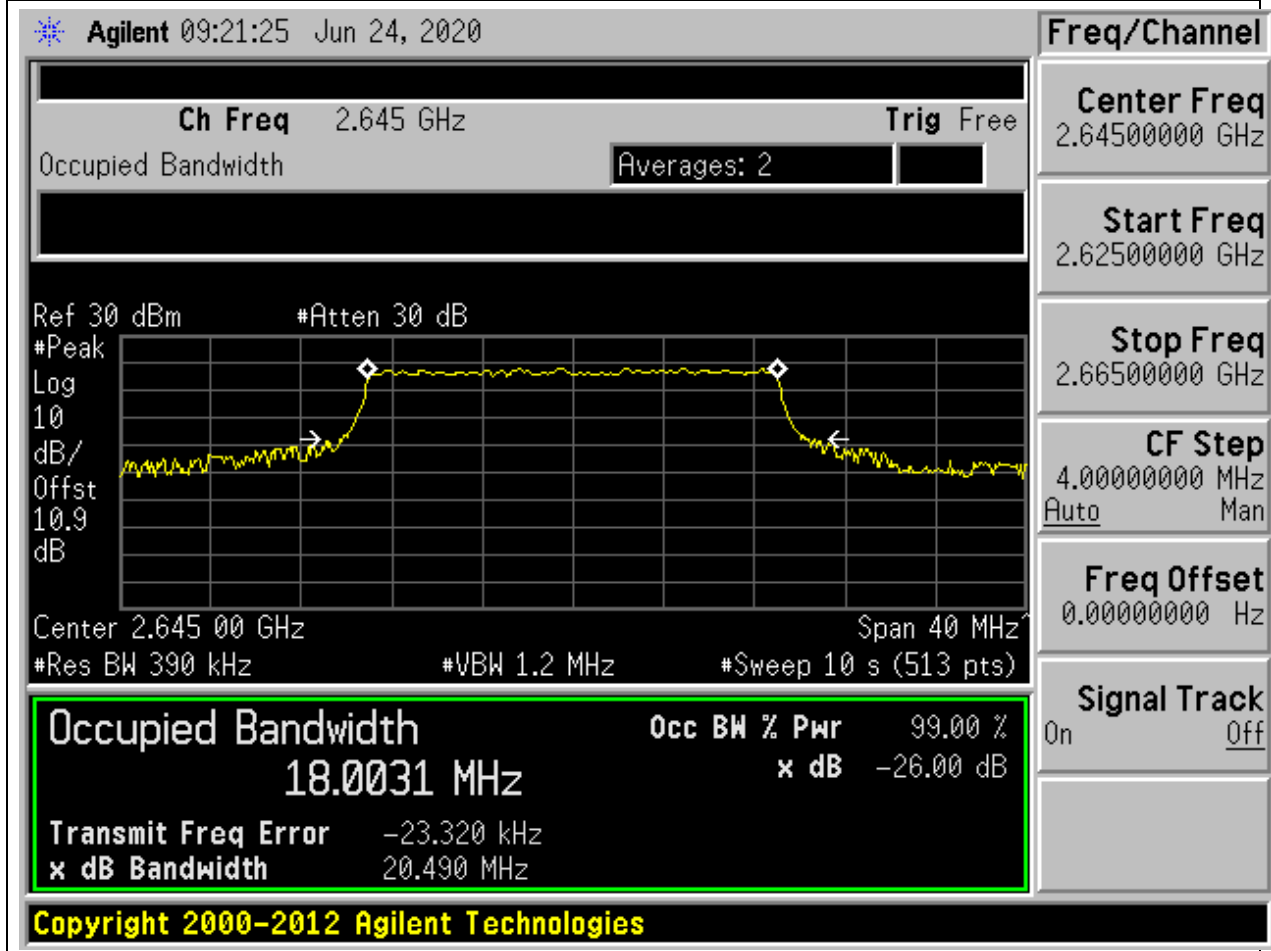 Agilent 09:21:25 Jun 24, 2020
Ch Freq 2.645 GHz Trig Free
Occupied Bandwidth Averages: 2
Ref 30 dBm #Atten 30 dB
#Peak
Log
10
dB/
Offst
10.9
dB
Center 2.645 00 GHz Span 40 MHz^
#Res BW 390 kHz #VBW 1.2 MHz #Sweep 10 s (513 pts)
Occupied Bandwidth Occ BW % Pwr 99.00 %
18.0031 MHz x dB -26.00 dB
Transmit Freq Error -23.320 kHz
x dB Bandwidth 20.490 MHz
Copyright 2000-2012 Agilent Technologies
Freq/Channel
Center Freq
2.64500000 GHz
Start Freq
2.62500000 GHz
Stop Freq
2.66500000 GHz
CF Step
4.00000000 MHz
Auto Man
Freq Offset
0.00000000 Hz
Signal Track
On Off